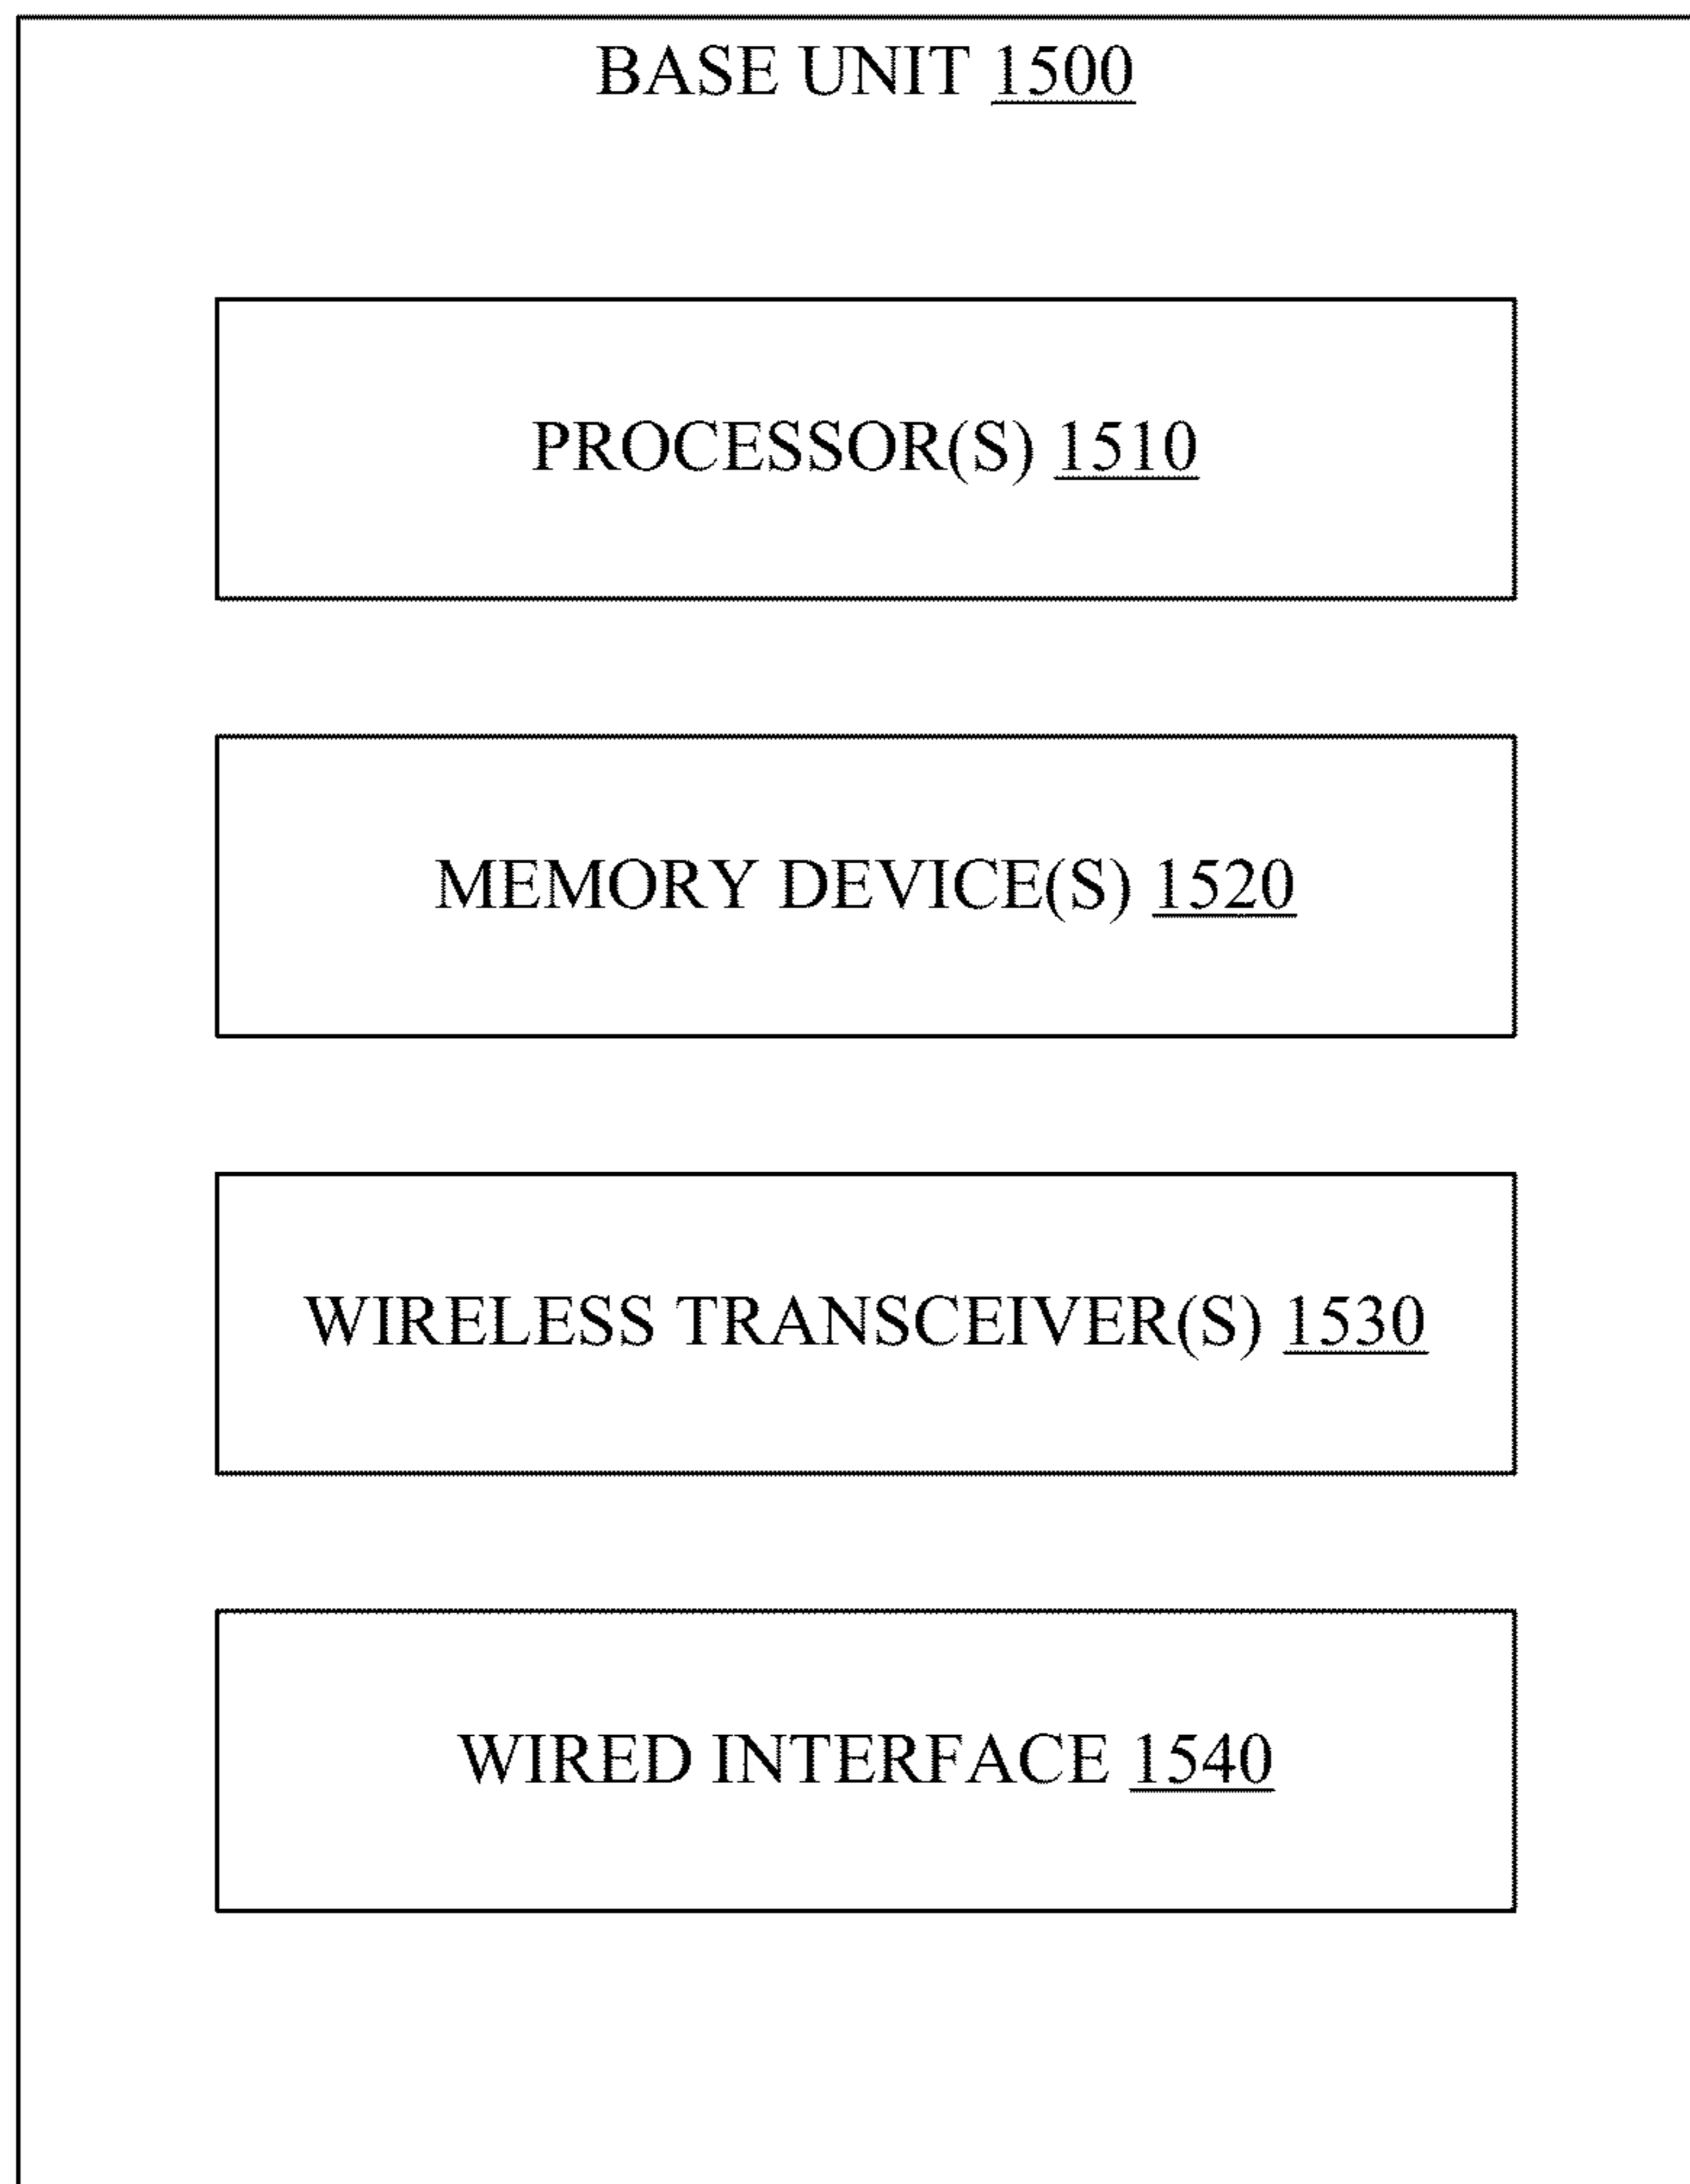 BASE UNIT 1500
PROCESSOR(S) 1510
MEMORY DEVICE(S) 1520
WIRELESS TRANSCEIVER(S) 1530
WIRED INTERFACE 1540